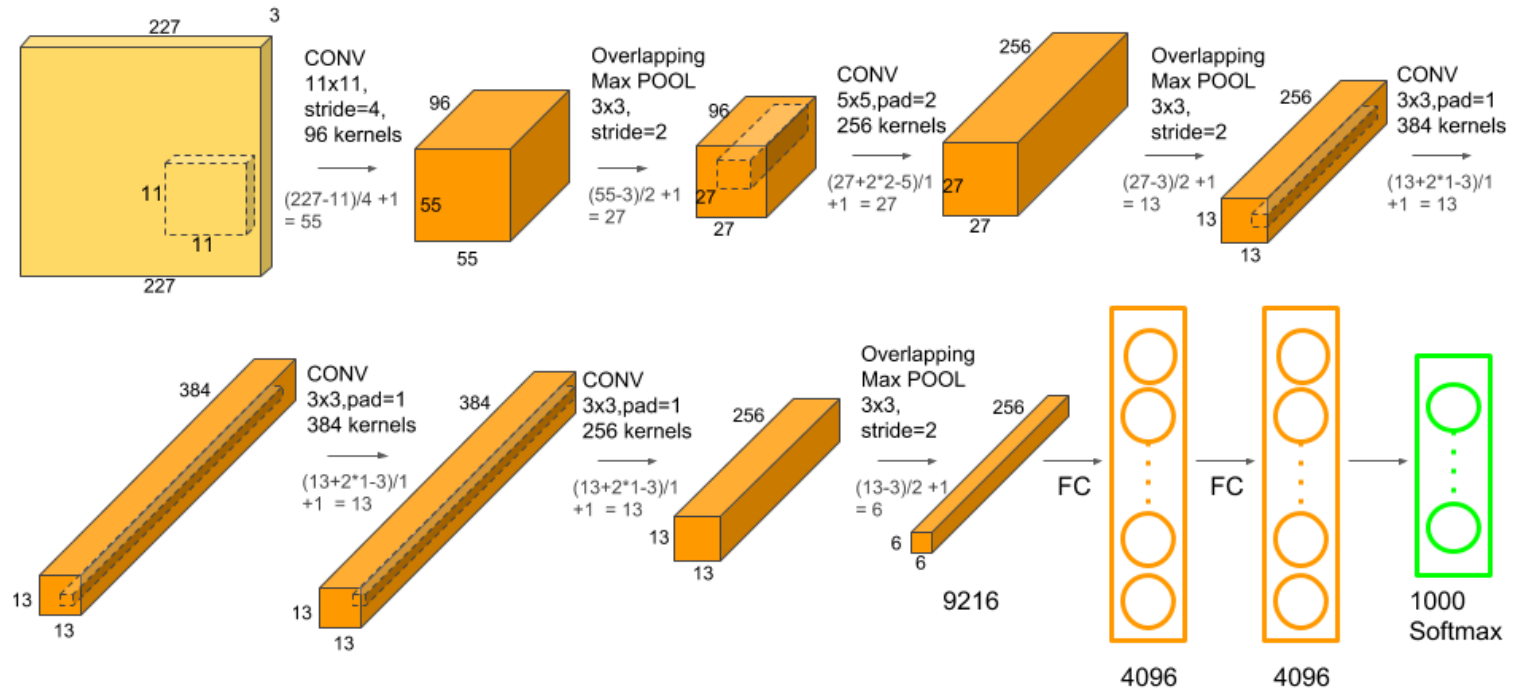 227
3
11
11
227
CONV
11x11,
stride=4,
96 kernels
(227-11)/4 +1
= 55
96
55
55
Overlapping
Max POOL
3x3,
stride=2
(55-3)/2 +1
= 27
96
27
27
CONV
5x5,pad=2
256 kernels
(27+2*2-5)/1
+1 = 27
256
27
27
Overlapping
Max POOL
3x3,
stride=2
(27-3)/2 +1
= 13
256
13
13
CONV
3x3,pad=1
384 kernels
(13+2*1-3)/1
+1 = 13
384
13
13
CONV
3x3,pad=1
384 kernels
(13+2*1-3)/1
+1 = 13
384
13
13
CONV
3x3,pad=1
256 kernels
(13+2*1-3)/1
+1 = 13
256
13
13
Overlapping
Max POOL
3x3,
stride=2
(13-3)/2 +1
= 6
256
6
6
9216
FC
4096
FC
4096
1000
Softmax